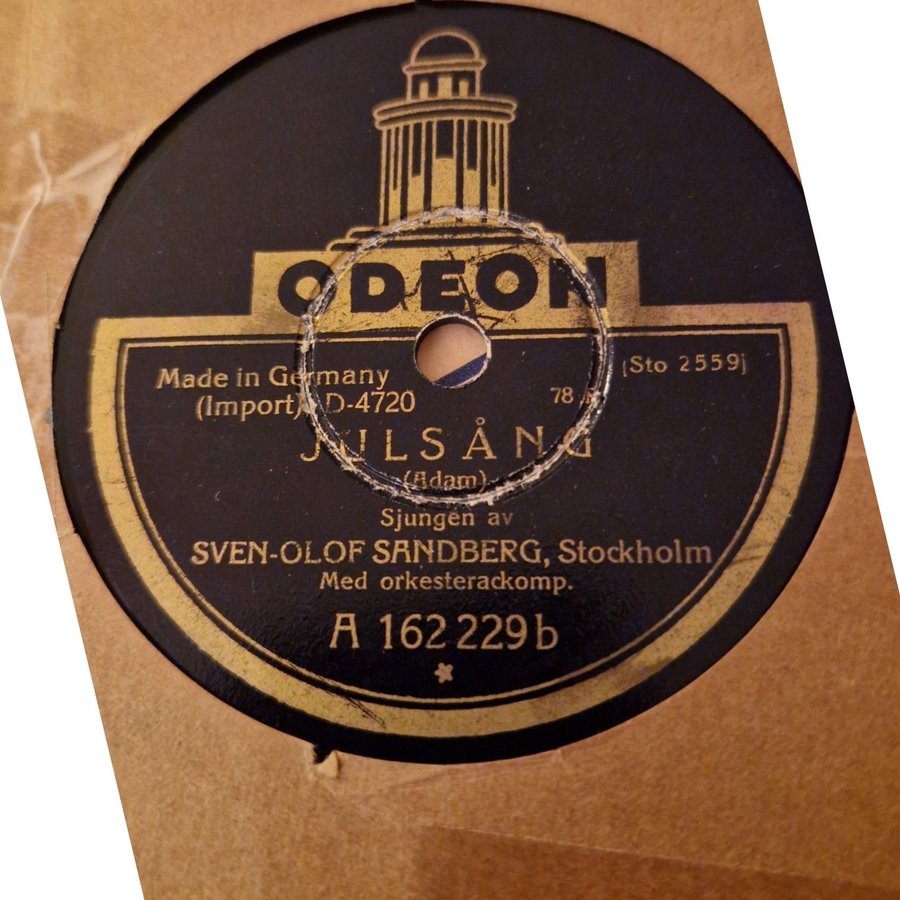 ODEON
Made in Germany (Sto 2559)
(Import) D-4720 78
JULSÅNG
(Adam)
Sjungen av
SVEN-OLOF SANDBERG, Stockholm
Med orkesterackomp.
A 162 229 b